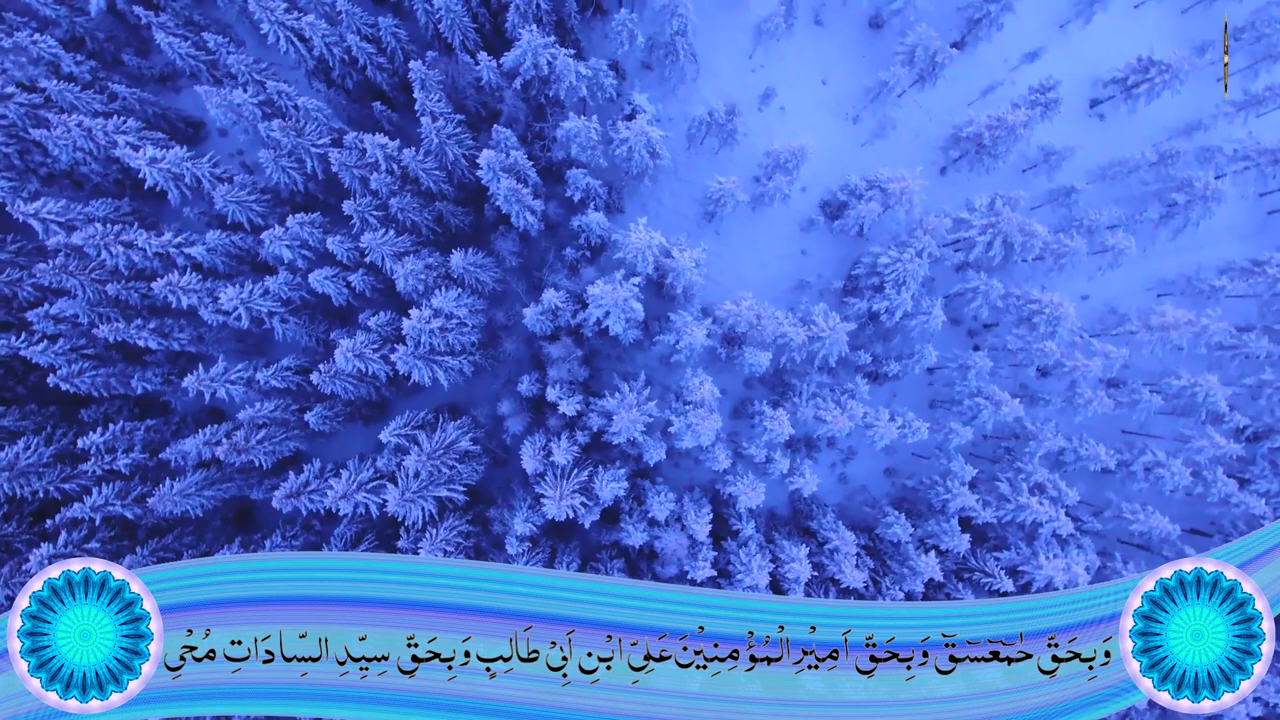 وَبِحَقِّ حٰمٓعٓسٓقٓ وَبِحَقِّ اَمِيْرِ الْمُؤْمِنِيْنَ عَلِيِّ ابْنِ اَبِيْ طَالِبٍ وَبِحَقِّ سِيِّدِ السَّادَاتِ مُحْيِ